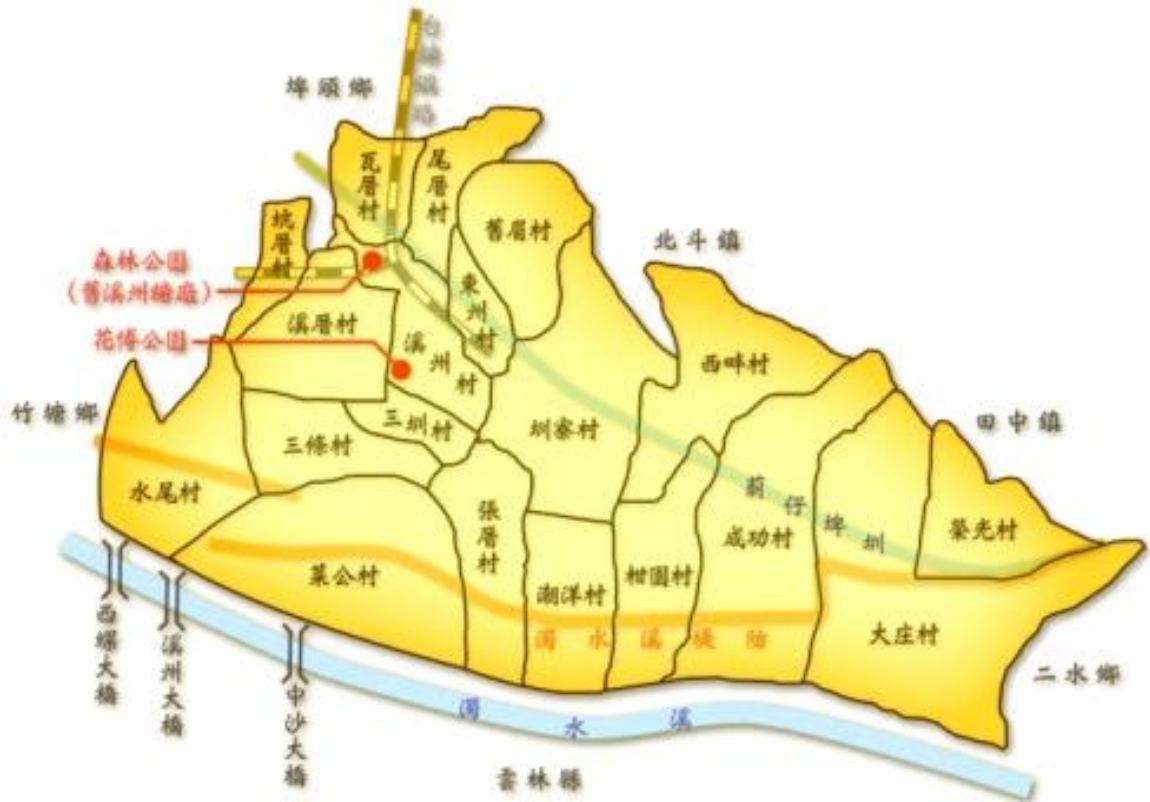 台糖鐵路
埤頭鄉
瓦厝村
尾厝村
舊眉村
坑厝村
北斗鎮
森林公園
(舊溪州糖廠)
東州村
溪厝村
溪州村
花博公園
西畔村
竹塘鄉
三圳村
圳寮村
田中鎮
三條村
水尾村
張厝村
莿仔埤圳
榮光村
成功村
菜公村
潮洋村
柑園村
濁水溪堤防
大庄村
二水鄉
西螺大橋
溪州大橋
中沙大橋
濁水溪
雲林縣